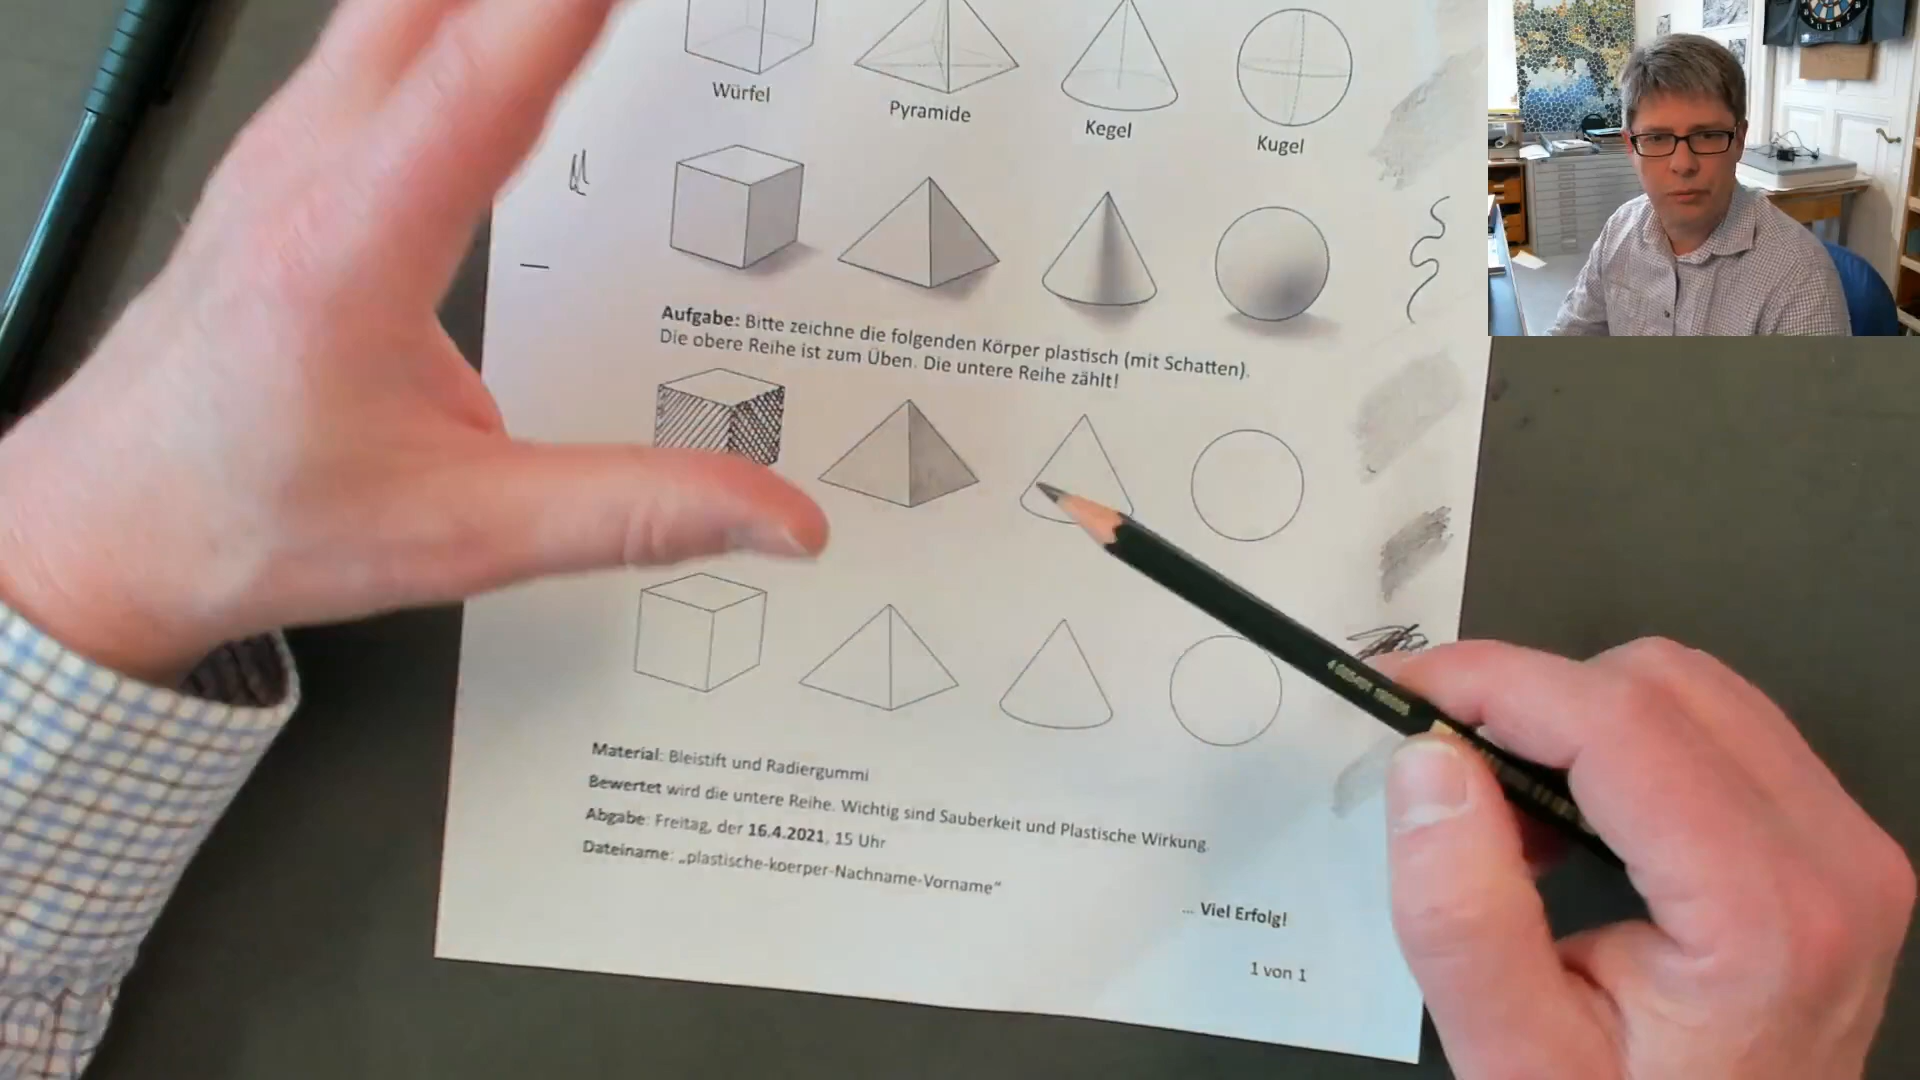 Würfel
Pyramide
Kegel
Kugel
Aufgabe: Bitte zeichne die folgenden Körper plastisch (mit Schatten).
Die obere Reihe ist zum Üben. Die untere Reihe zählt!
Material: Bleistift und Radiergummi
Bewertet wird die untere Reihe. Wichtig sind Sauberkeit und Plastische Wirkung.
Abgabe: Freitag, der 16.4.2021, 15 Uhr
Dateiname: „plastische-koerper-Nachname-Vorname“
... Viel Erfolg!
1 von 1